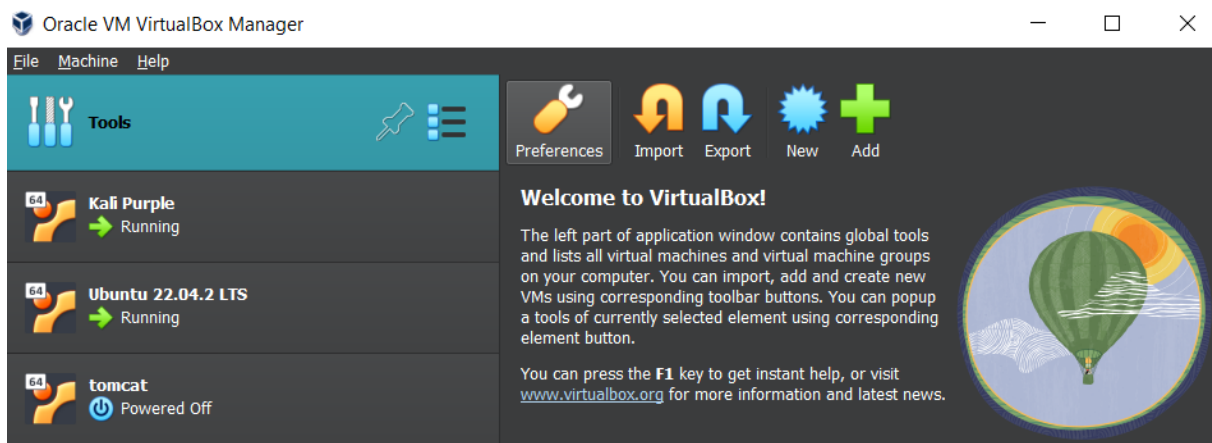 Oracle VM VirtualBox Manager
File Machine Help
Tools
Preferences Import Export New Add
64
Kali Purple
Running
64
Ubuntu 22.04.2 LTS
Running
64
tomcat
Powered Off
Welcome to VirtualBox!
The left part of application window contains global tools
and lists all virtual machines and virtual machine groups
on your computer. You can import, add and create new
VMs using corresponding toolbar buttons. You can popup
a tools of currently selected element using corresponding
element button.
You can press the F1 key to get instant help, or visit
www.virtualbox.org for more information and latest news.